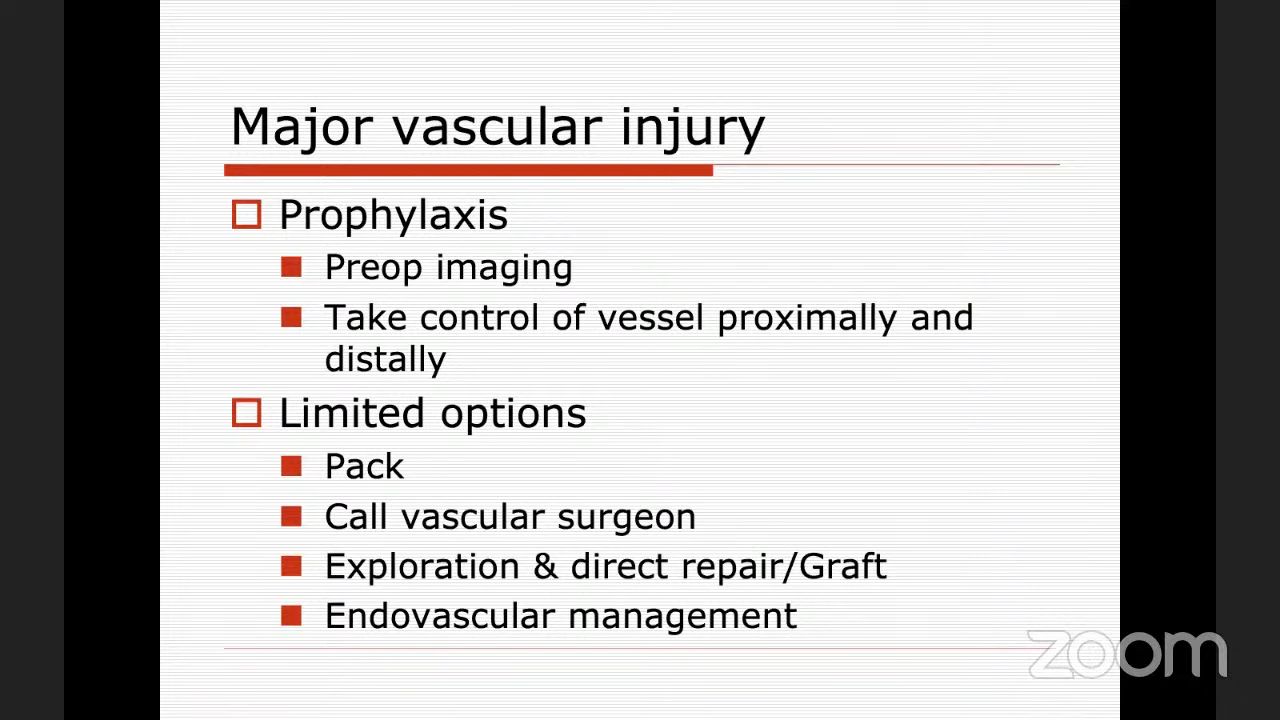 Major vascular injury
Prophylaxis
Preop imaging
Take control of vessel proximally and
distally
Limited options
Pack
Call vascular surgeon
Exploration & direct repair/Graft
Endovascular management
zoom